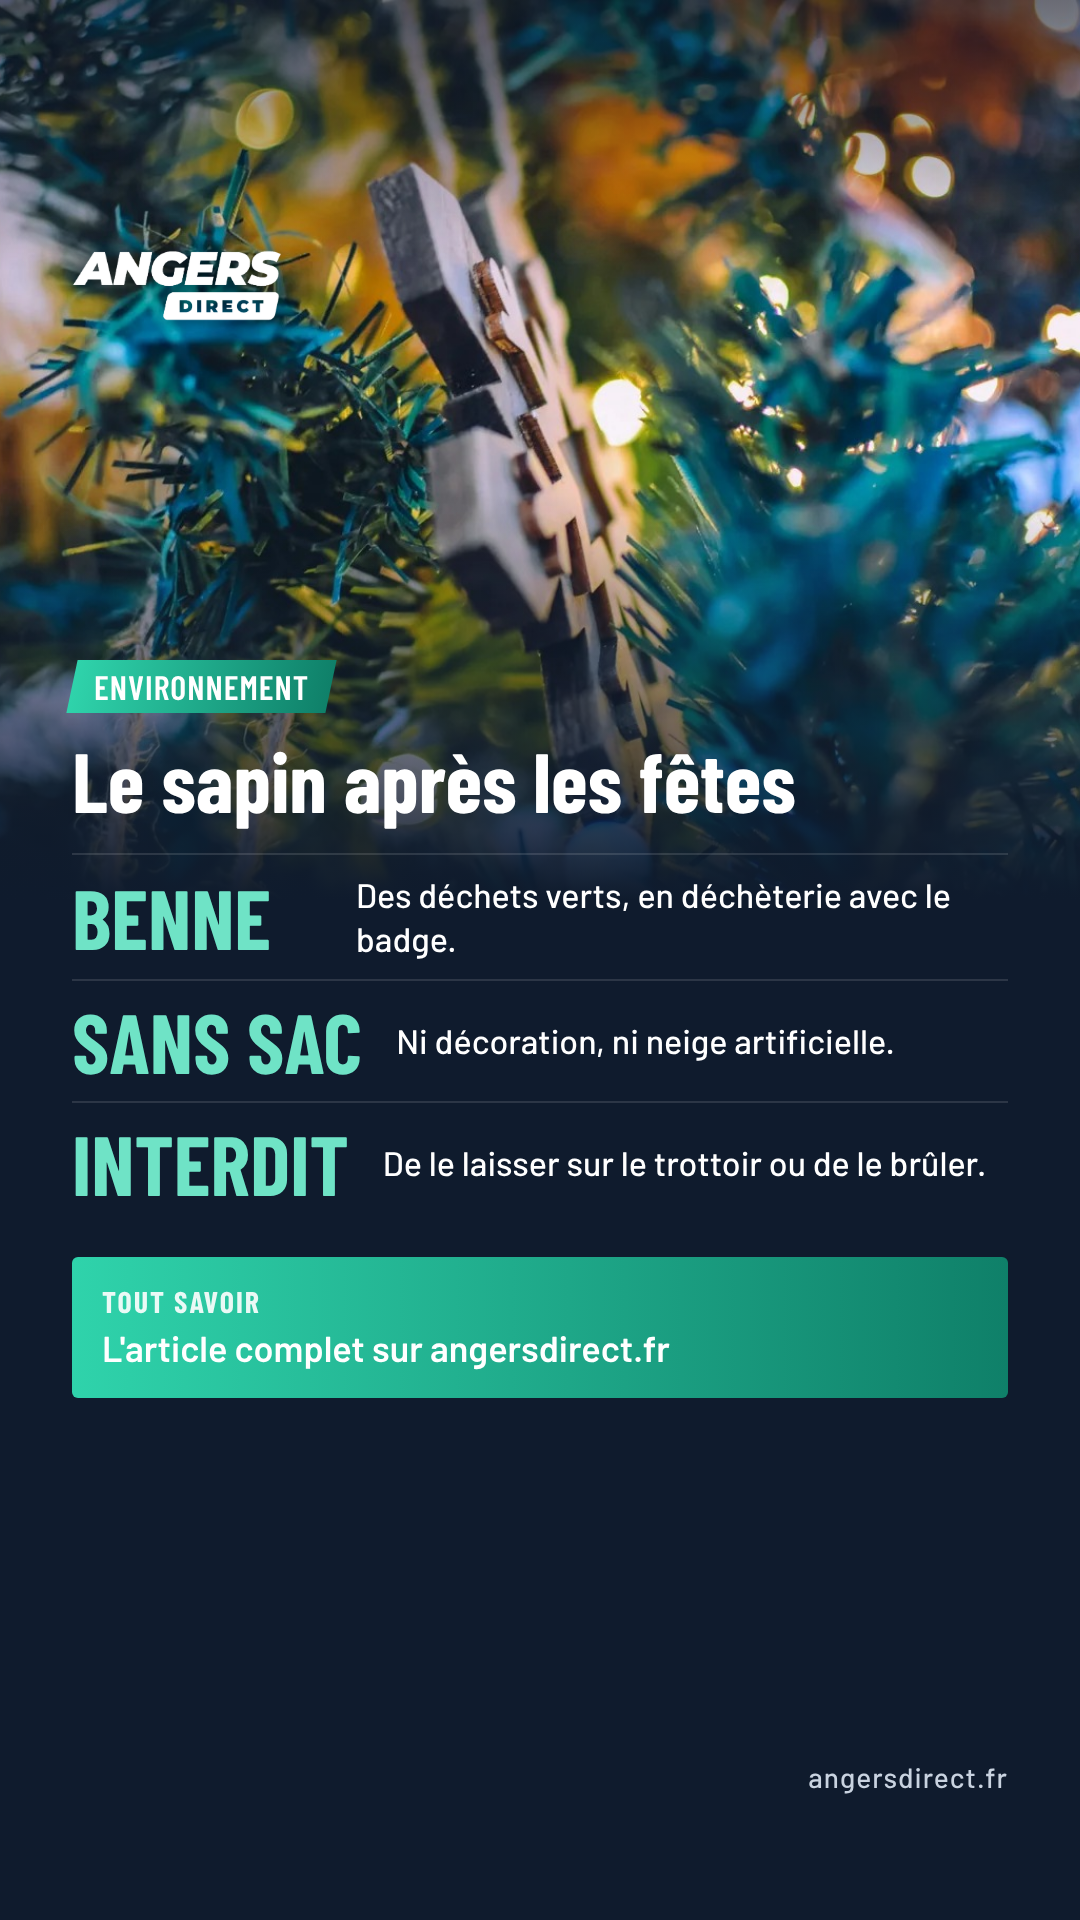 ANGERS
DIRECT
ENVIRONNEMENT
Le sapin après les fêtes
BENNE
Des déchets verts, en déchèterie avec le
badge.
SANS SAC
Ni décoration, ni neige artificielle.
INTERDIT
De le laisser sur le trottoir ou de le brûler.
TOUT SAVOIR
L'article complet sur angersdirect.fr
angersdirect.fr